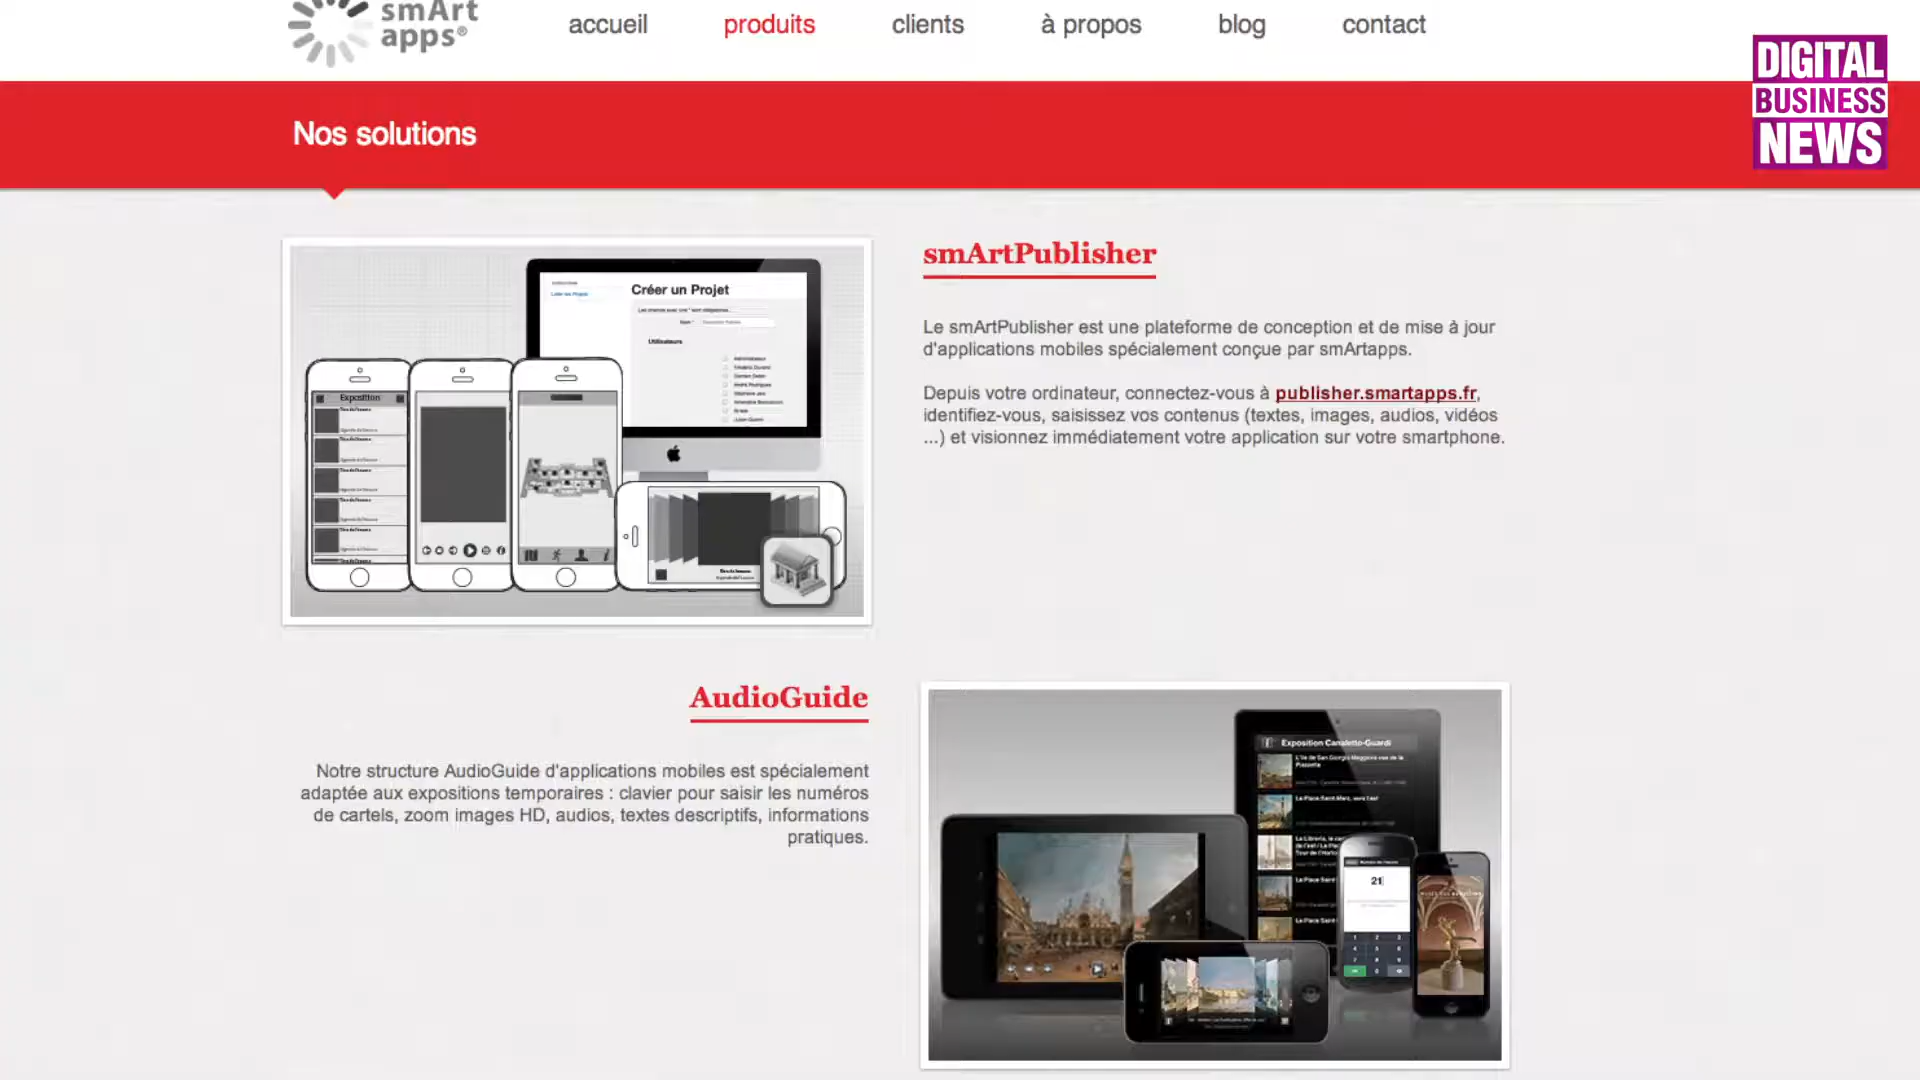 smArt
apps®
accueil
produits
clients
à propos
blog
contact
DIGITAL
BUSINESS
NEWS
Nos solutions
Créer un Projet
Utilisateurs
Exposition
smArtPublisher
Le smArtPublisher est une plateforme de conception et de mise à jour
d'applications mobiles spécialement conçue par smArtapps.
Depuis votre ordinateur, connectez-vous à publisher.smartapps.fr,
identifiez-vous, saisissez vos contenus (textes, images, audios, vidéos
...) et visionnez immédiatement votre application sur votre smartphone.
AudioGuide
Notre structure AudioGuide d'applications mobiles est spécialement
adaptée aux expositions temporaires : clavier pour saisir les numéros
de cartels, zoom images HD, audios, textes descriptifs, informations
pratiques.
Exposition Canaletto-Guardi
21